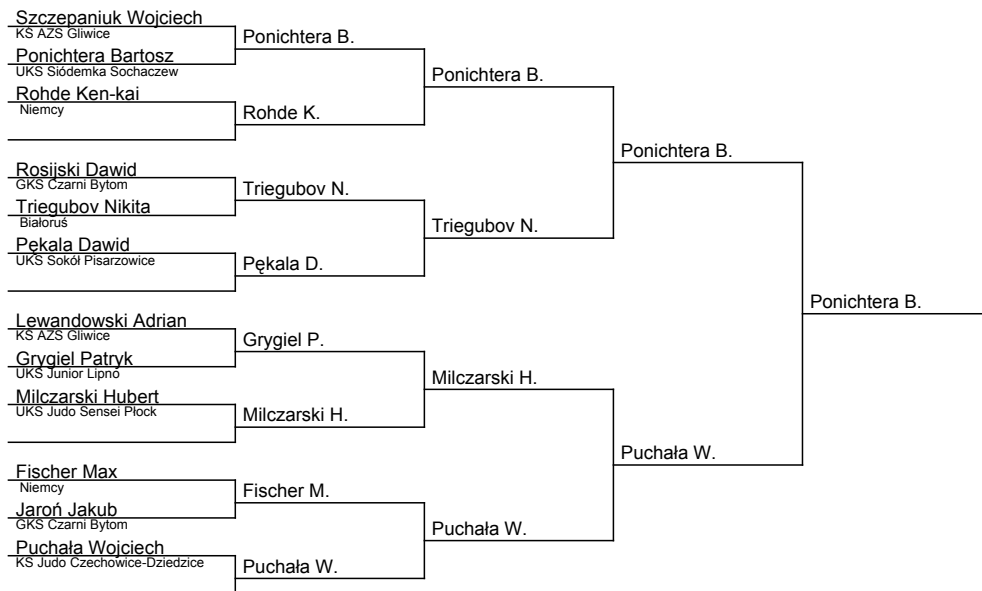 Szczepaniuk Wojciech
KS AZS Gliwice
Ponichtera Bartosz
UKS Siódemka Sochaczew
Rohde Ken-kai
Niemcy
Rosijski Dawid
GKS Czarni Bytom
Triegubov Nikita
Białoruś
Pękala Dawid
UKS Sokół Pisarzowice
Lewandowski Adrian
KS AZS Gliwice
Grygiel Patryk
UKS Junior Lipno
Milczarski Hubert
UKS Judo Sensei Płock
Fischer Max
Niemcy
Jaroń Jakub
GKS Czarni Bytom
Puchała Wojciech
KS Judo Czechowice-Dziedzice
Ponichtera B.
Rohde K.
Triegubov N.
Pękala D.
Grygiel P.
Milczarski H.
Fischer M.
Puchała W.
Ponichtera B.
Triegubov N.
Milczarski H.
Puchała W.
Ponichtera B.
Puchała W.
Ponichtera B.